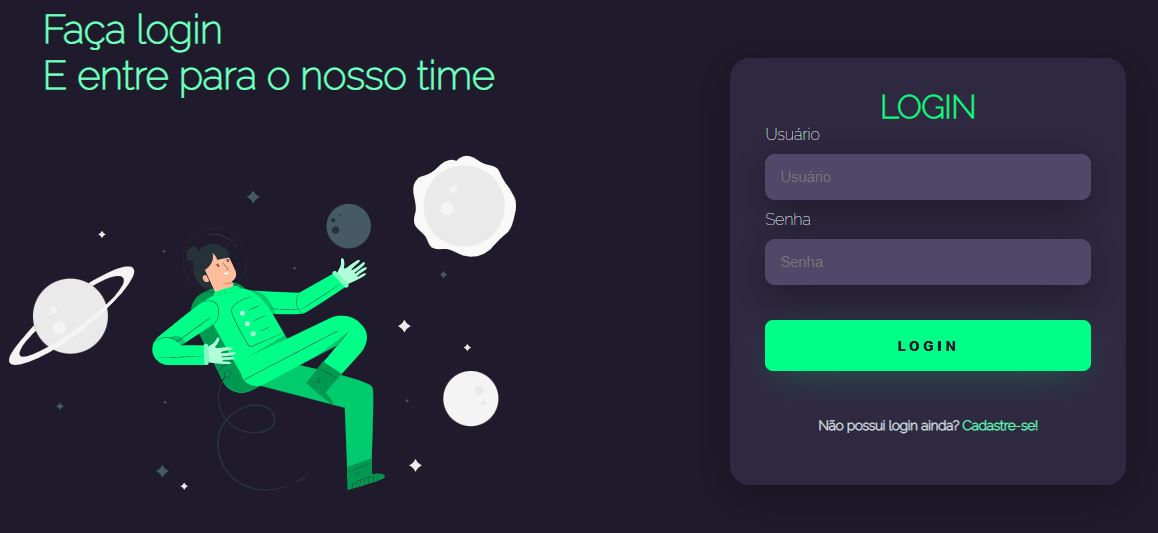 Faça login
E entre para o nosso time
LOGIN
Usuário
Usuário
Senha
Senha
LOGIN
Não possui login ainda? Cadastre-se!